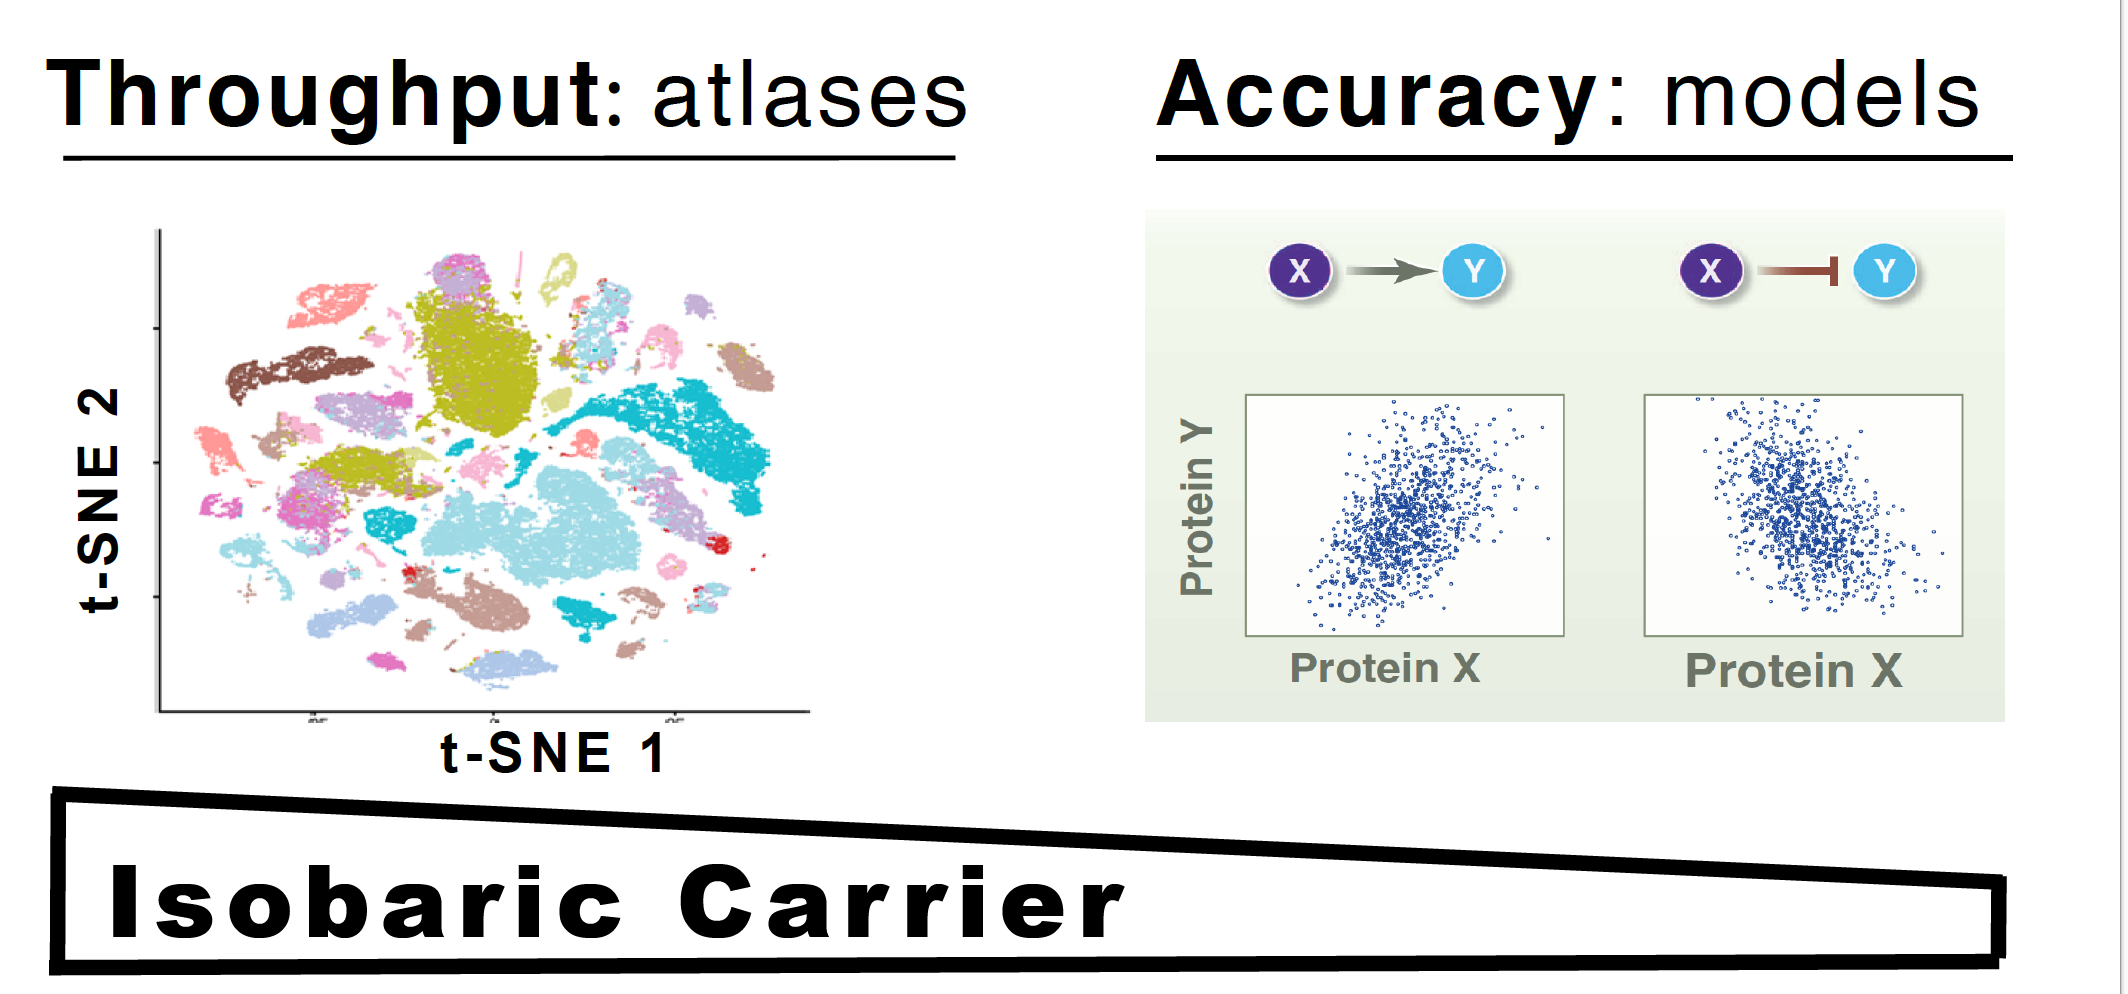 Throughput: atlases
t-SNE 2
t-SNE 1
Accuracy: models
X Y
X Y
Protein Y
Protein X
Protein X
Isobaric Carrier